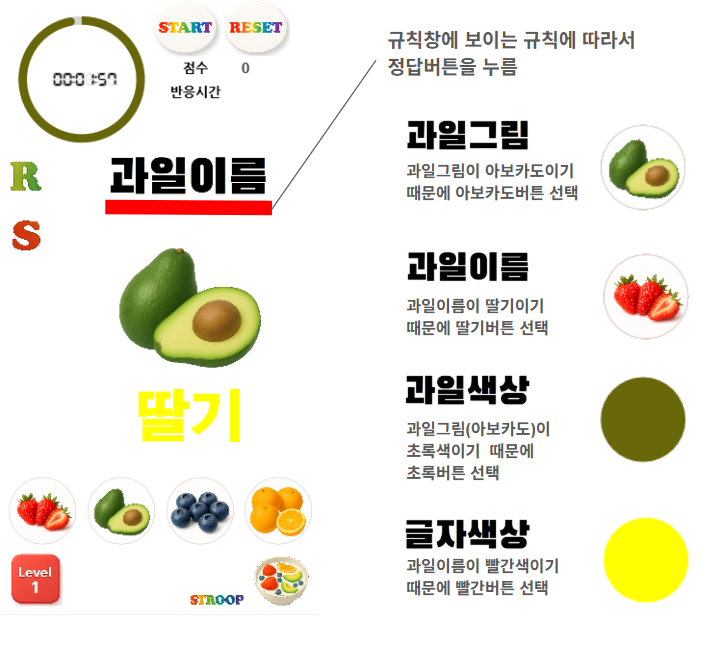 START RESET
00:01:57
점수 0
반응시간
R
S
과일이름
딸기
Level
1
STROOP
규칙창에 보이는 규칙에 따라서
정답버튼을 누름
과일그림
과일그림이 아보카도이기
때문에 아보카도버튼 선택
과일이름
과일이름이 딸기이기
때문에 딸기버튼 선택
과일색상
과일그림(아보카도)이
초록색이기 때문에
초록버튼 선택
글자색상
과일이름이 빨간색이기
때문에 빨간버튼 선택